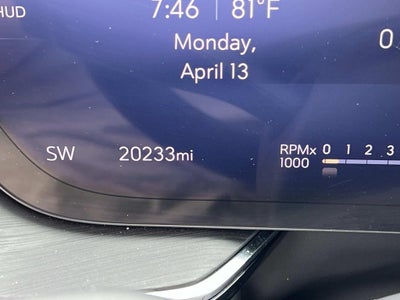 HUD 7:46 81°F
Monday, 0
April 13
SW 20233mi RPMx 0 1 2 3
1000